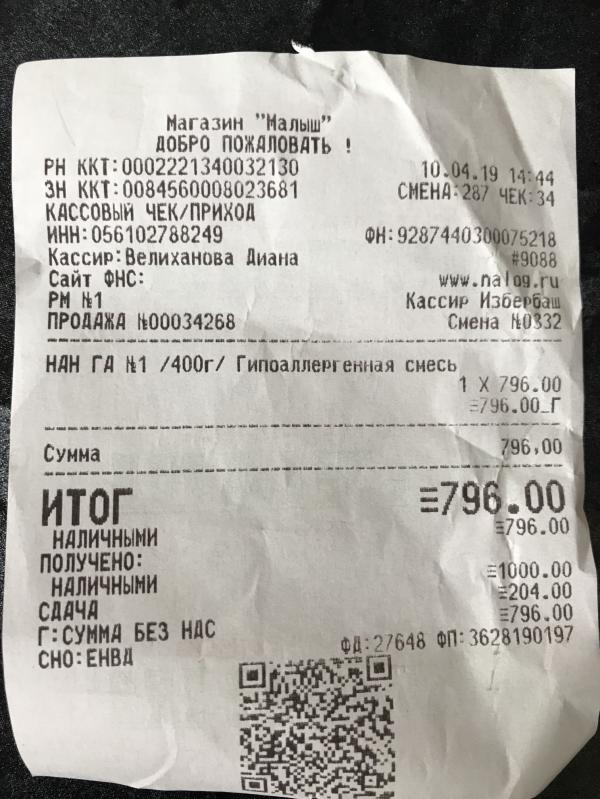 Магазин "Малыш"
ДОБРО ПОЖАЛОВАТЬ !
РН ККТ:0002221340032130 10.04.19 14:44
ЗН ККТ:00845600080​23681 СМЕНА:287 ЧЕК:34
КАССОВЫЙ ЧЕК/ПРИХОД
ИНН:056102788249 ФН:9287440300075218
Кассир:Велиханова Диана #9088
Сайт ФНС: www.nalog.ru
РМ №1 Кассир Избербаш
ПРОДАЖА №00034268 Смена №0332
НАН ГА №1 /400г/ Гипоаллергенная смесь
1 X 796.00
≡796.00_Г
Сумма 796,00
ИТОГ ≡796.00
НАЛИЧНЫМИ ≡796.00
ПОЛУЧЕНО:
НАЛИЧНЫМИ ≡1000.00
СДАЧА ≡204.00
Г:СУММА БЕЗ НДС ≡796.00
СНО:ЕНВД ФД:27648 ФП:3628190197